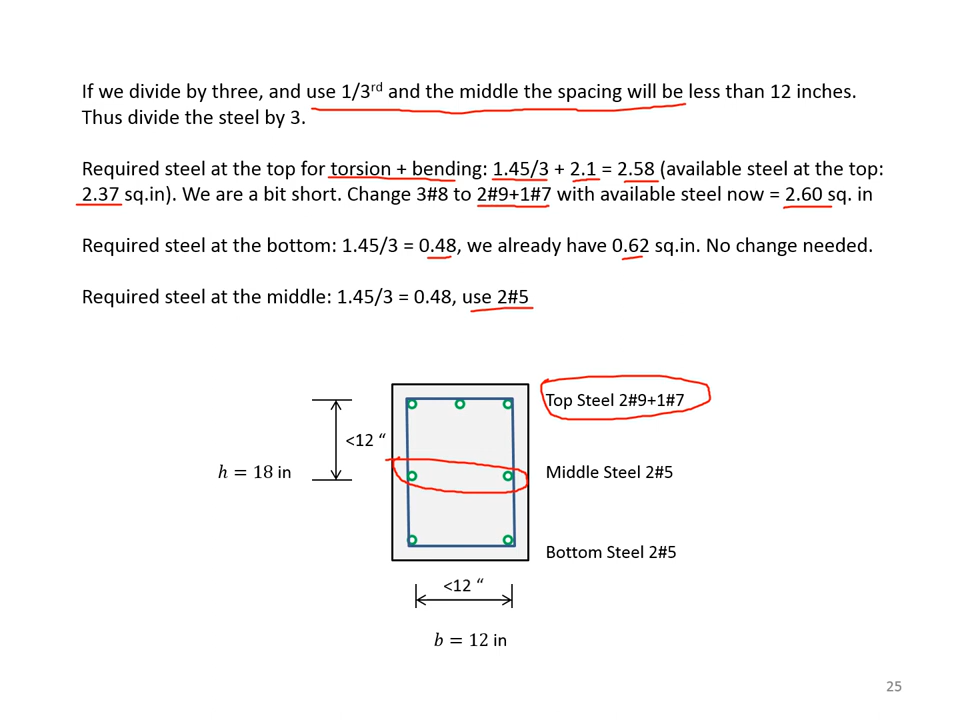 If we divide by three, and use 1/3rd and the middle the spacing will be less than 12 inches.
Thus divide the steel by 3.
Required steel at the top for torsion + bending: 1.45/3 + 2.1 = 2.58 (available steel at the top:
2.37 sq.in). We are a bit short. Change 3#8 to 2#9+1#7 with available steel now = 2.60 sq. in
Required steel at the bottom: 1.45/3 = 0.48, we already have 0.62 sq.in. No change needed.
Required steel at the middle: 1.45/3 = 0.48, use 2#5
Top Steel 2#9+1#7
<12 “
h = 18 in
Middle Steel 2#5
Bottom Steel 2#5
<12 “
b = 12 in
25